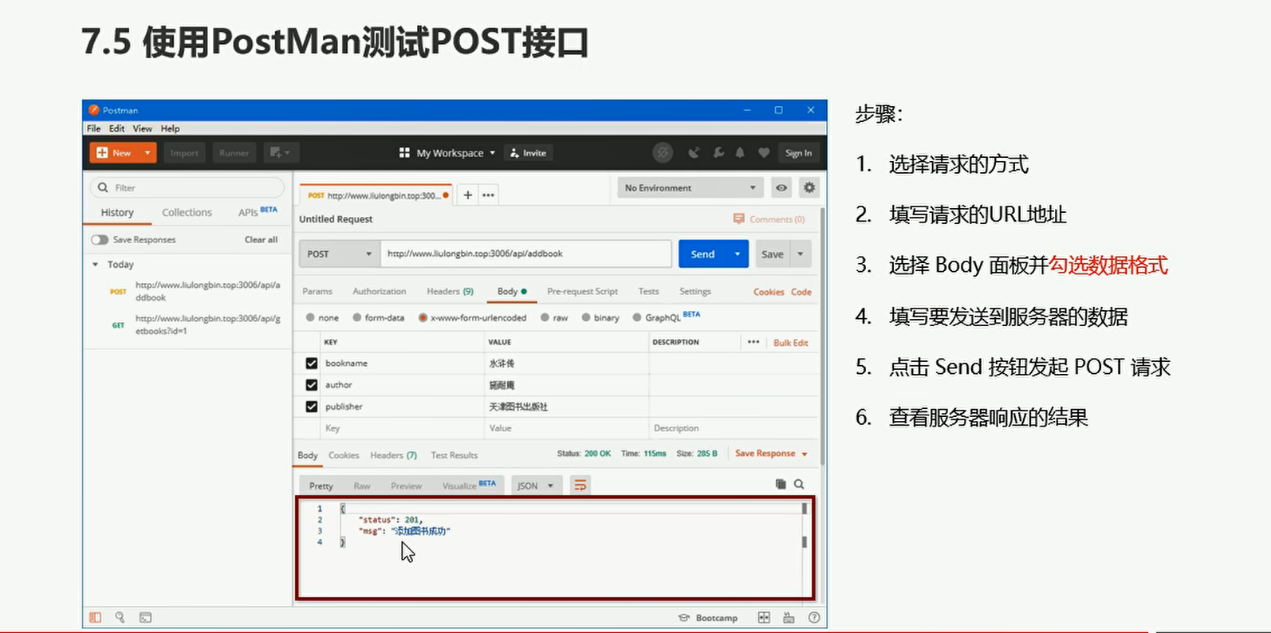 7.5 使用PostMan测试POST接口
Postman
File Edit View Help
New Import Runner My Workspace Invite Sign In
Filter
History Collections APIs BETA
Save Responses Clear all
Today
POST http://www.liulongbin.top:3006/api/a
ddbook
GET http://www.liulongbin.top:3006/api/g
etbooks?id=1
POST http://www.liulongbin.top:300... + ••• No Environment
Untitled Request Comments (0)
POST http://www.liulongbin.top:3006/api/addbook Send Save
Params Authorization Headers (9) Body Pre-request Script Tests Settings Cookies Code
none form-data x-www-form-urlencoded raw binary GraphQL BETA
KEY VALUE DESCRIPTION ••• Bulk Edit
bookname 水浒传
author 施耐庵
publisher 天津图书出版社
Key Value Description
Body Cookies Headers (7) Test Results Status: 200 OK Time: 115ms Size: 285 B Save Response
Pretty Raw Preview Visualize BETA JSON
1 {
2 "status": 201,
3 "msg": "添加图书成功"
4 }
Bootcamp
步骤：
1. 选择请求的方式
2. 填写请求的URL地址
3. 选择 Body 面板并勾选数据格式
4. 填写要发送到服务器的数据
5. 点击 Send 按钮发起 POST 请求
6. 查看服务器响应的结果